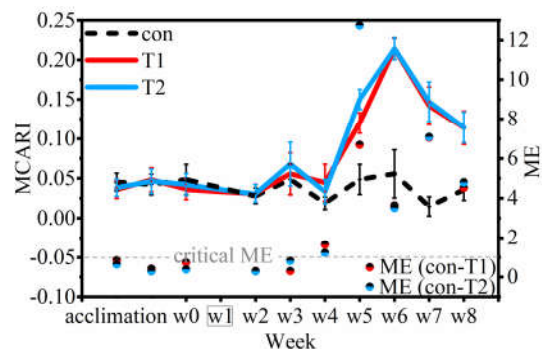 0.25
0.20
0.15
0.10
0.05
0.00
-0.05
-0.10
MCARI
con
T1
T2
critical ME
ME (con-T1)
ME (con-T2)
12
10
8
6
4
2
0
ME
acclimation w0 w1 w2 w3 w4 w5 w6 w7 w8
Week